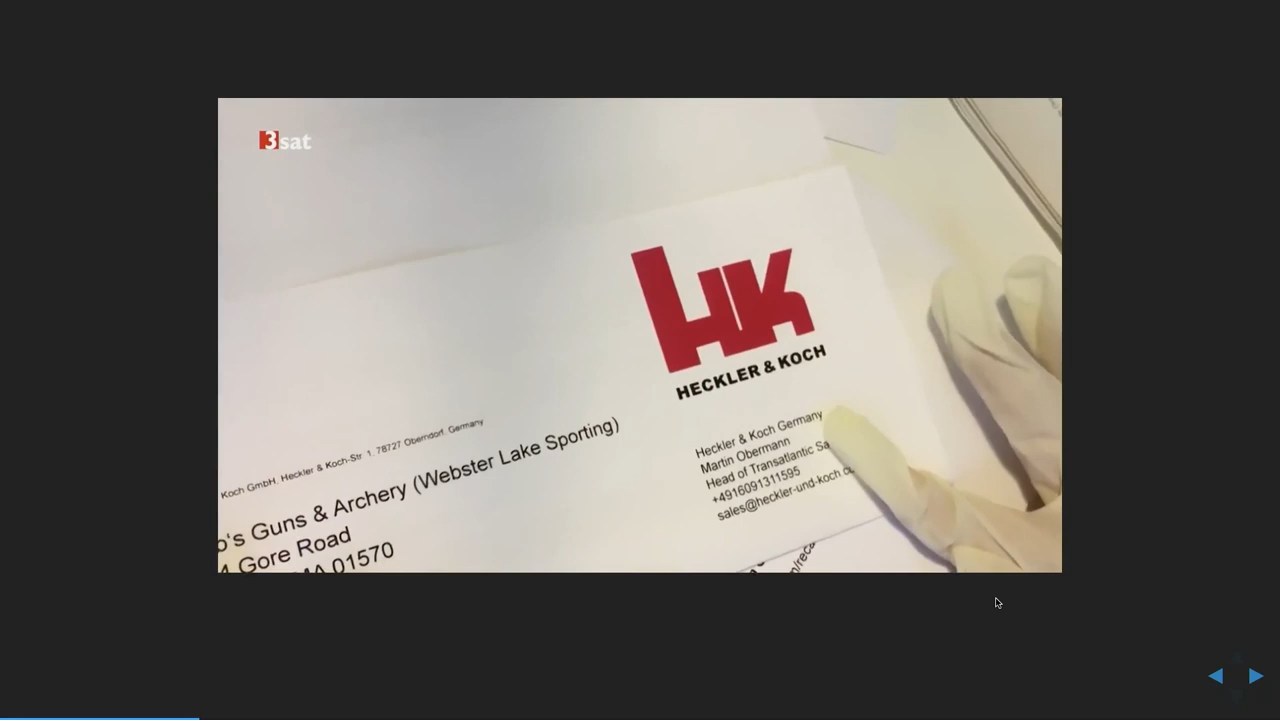 3sat
hk
HECKLER & KOCH
Heckler & Koch Germany
Martin Obermann
Head of Transatlantic
+4916091311595
sales@heckler-und-koch
Koch GmbH, Heckler & Koch-Str. 1, 78727 Oberndorf, Germany
Guns & Archery (Webster Lake Sporting)
Gore Road
MA 01570